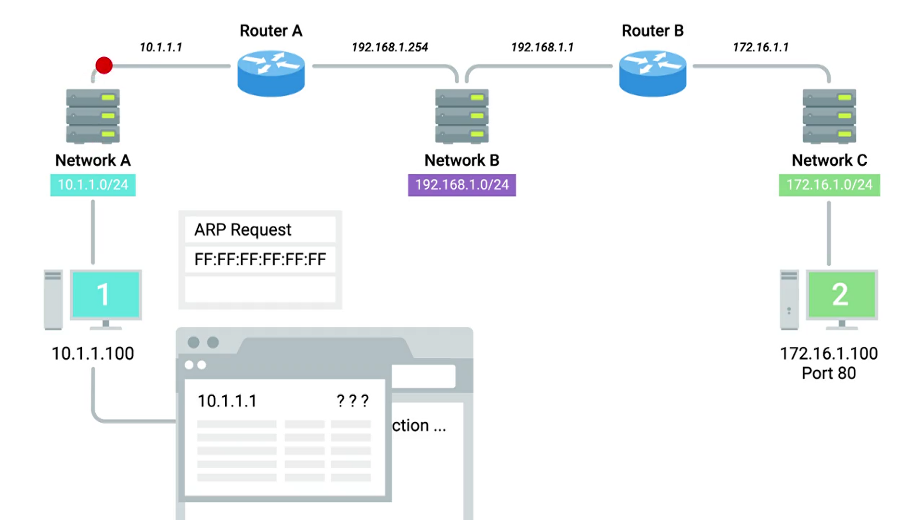 Router A
Router B
10.1.1.1
192.168.1.254
192.168.1.1
172.16.1.1
Network A
Network B
Network C
10.1.1.0/24
192.168.1.0/24
172.16.1.0/24
ARP Request
FF:FF:FF:FF:FF:FF
1
2
10.1.1.100
172.16.1.100
Port 80
10.1.1.1 ? ? ?
ction ...